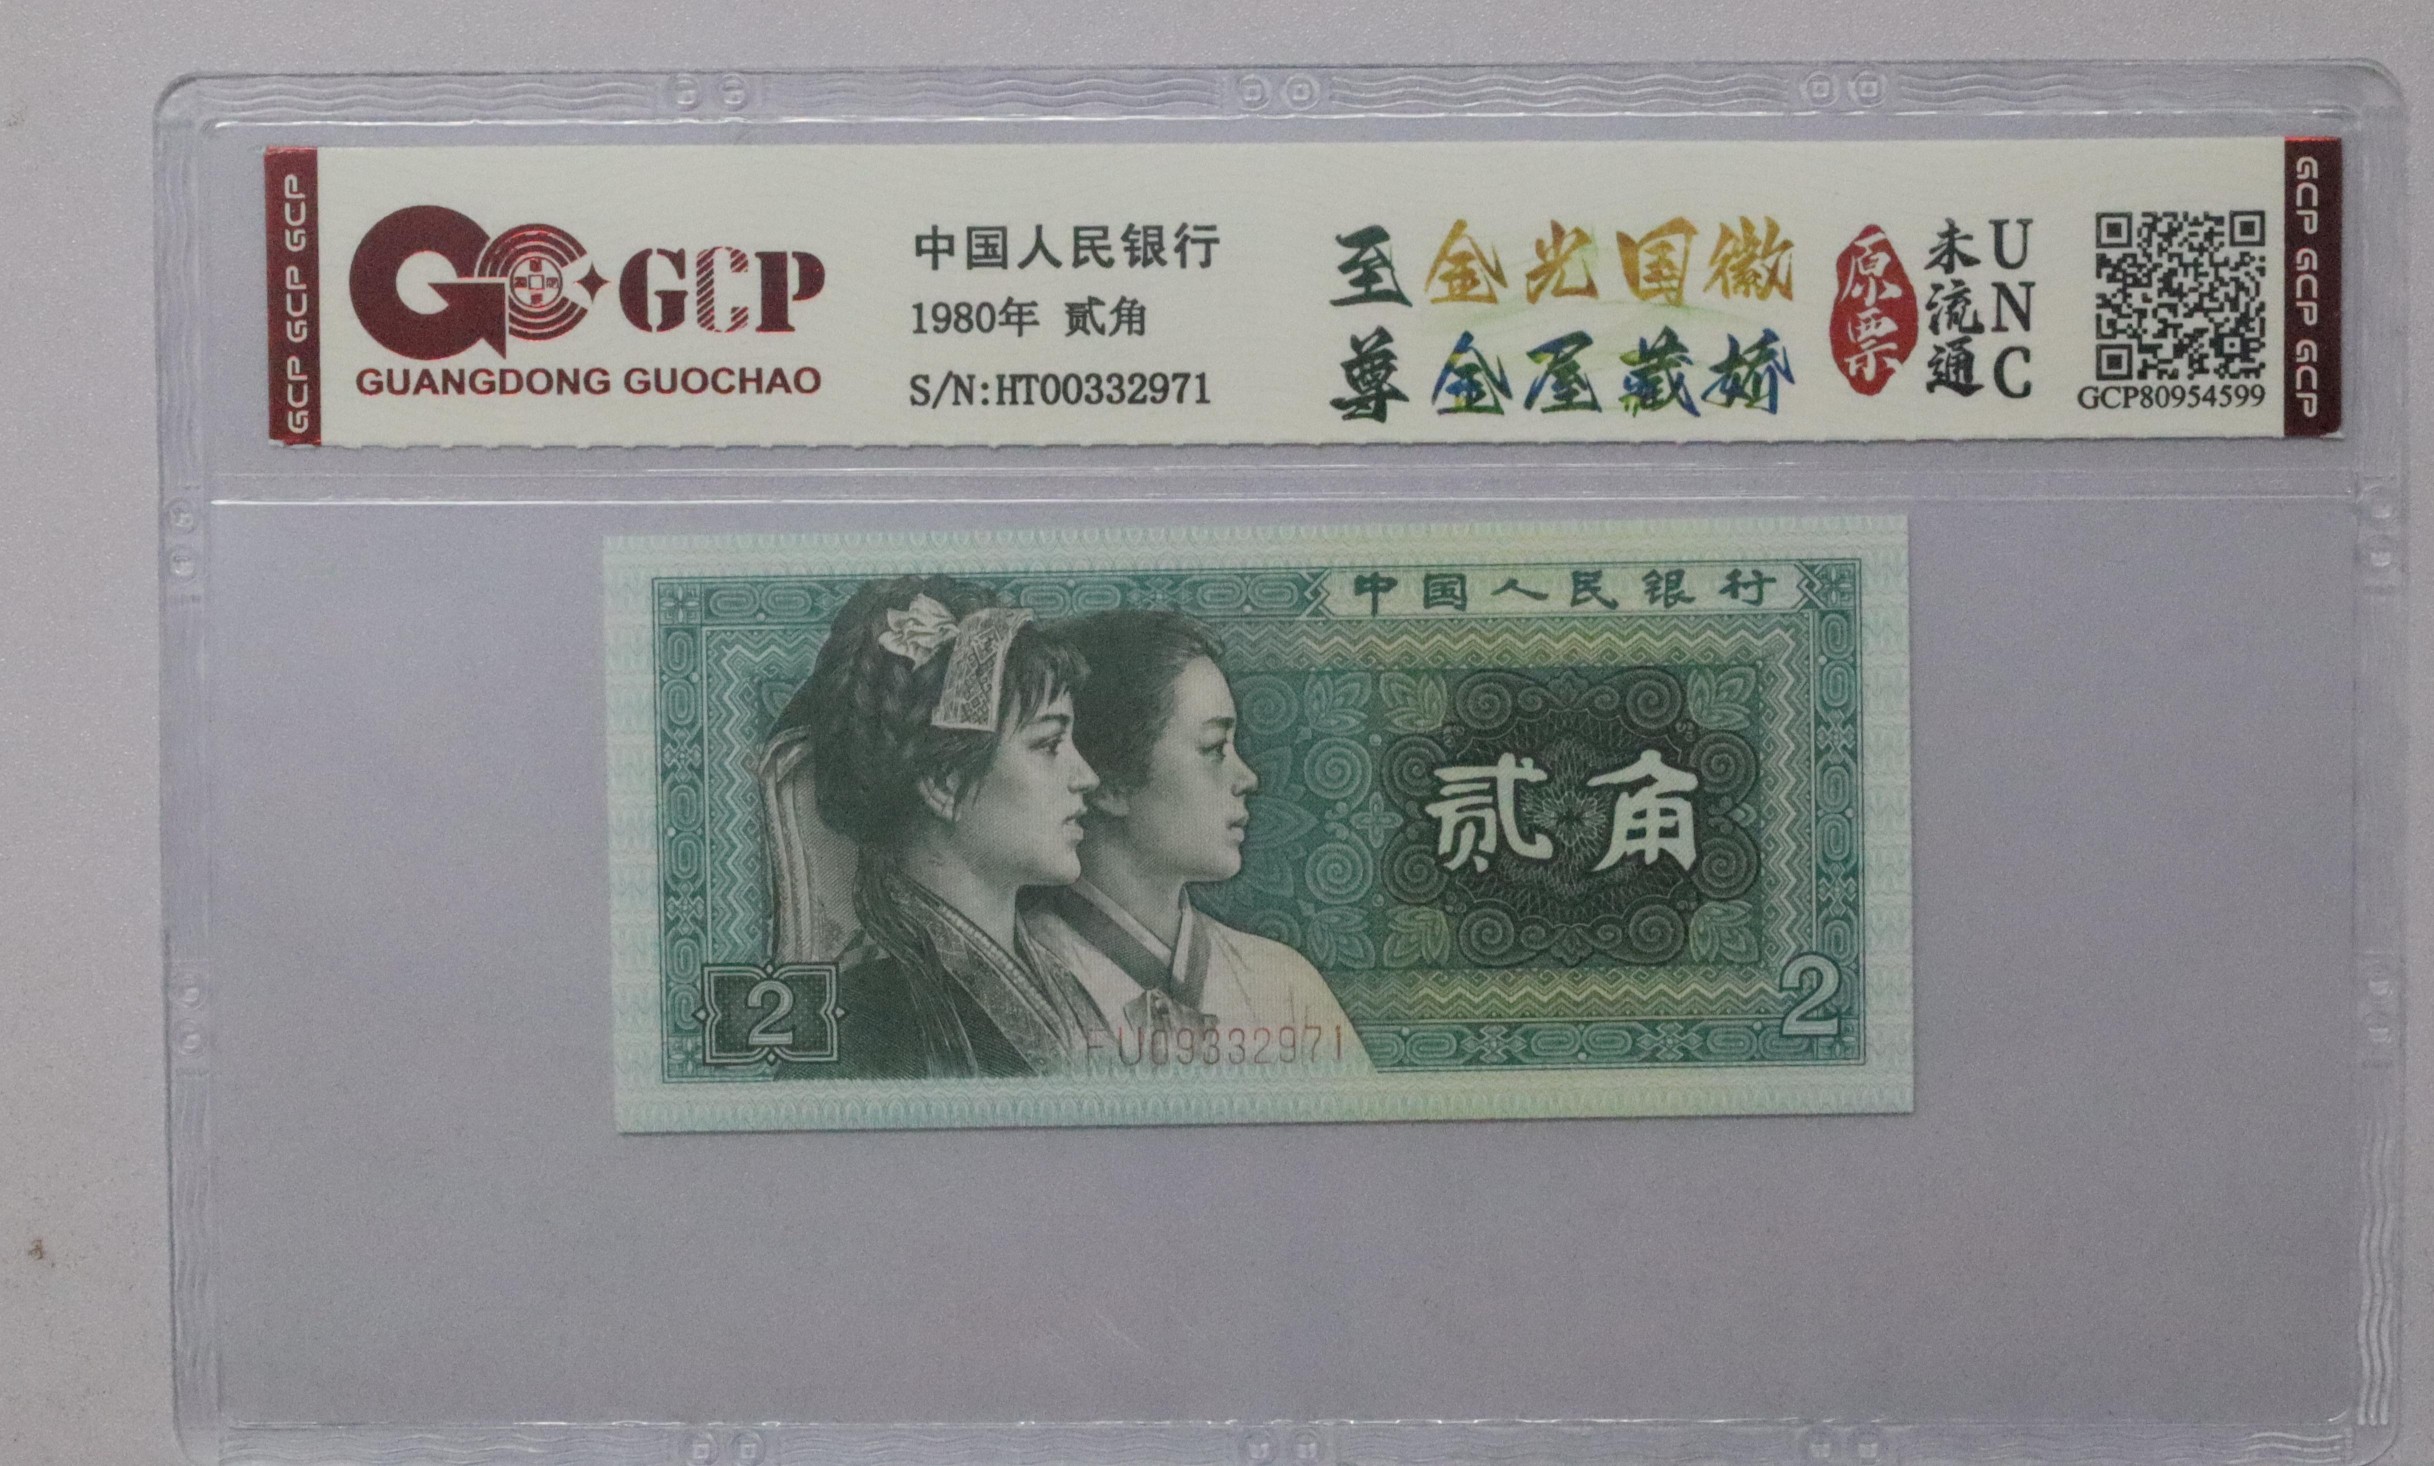 GCP GCP GCP
GCP
GUANGDONG GUOCHAO
中国人民银行
1980年 贰角
S/N:HT00332971
至尊
金光国徽
金屋藏娇
原票
未流通
UNC
GCP80954599
GCP GCP GCP
中国人民银行
贰角
2
FU09332971
2